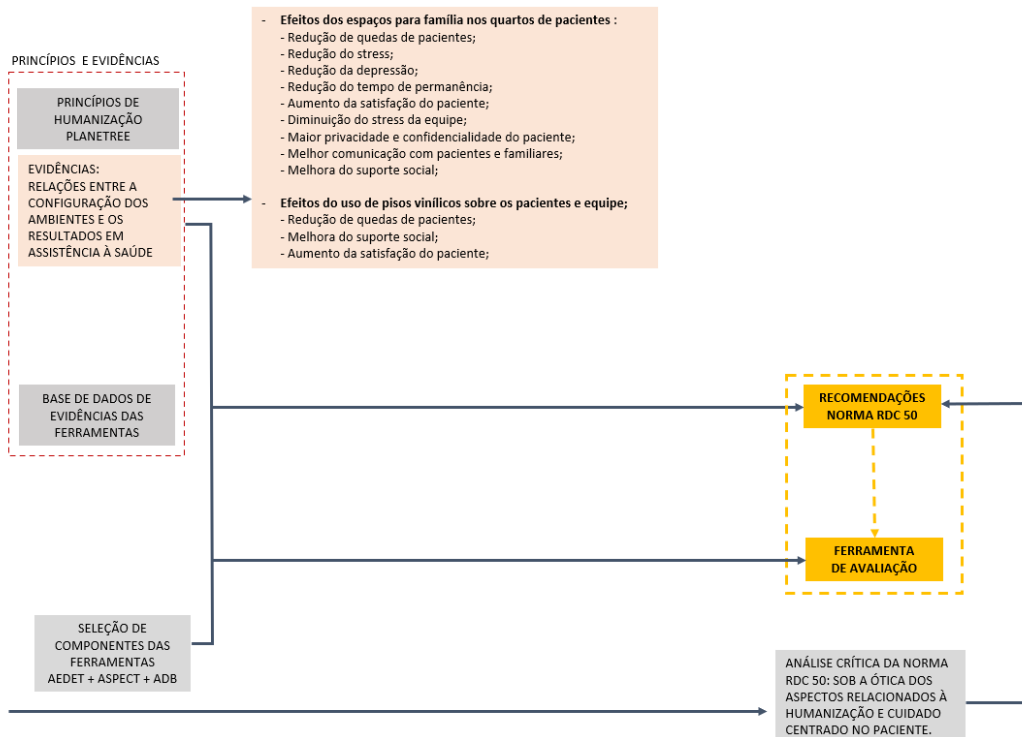 PRINCÍPIOS E EVIDÊNCIAS
PRINCÍPIOS DE
HUMANIZAÇÃO
PLANETREE
EVIDÊNCIAS:
RELAÇÕES ENTRE A
CONFIGURAÇÃO DOS
AMBIENTES E OS
RESULTADOS EM
ASSISTÊNCIA À SAÚDE
- Efeitos dos espaços para família nos quartos de pacientes :
- Redução de quedas de pacientes;
- Redução do stress;
- Redução da depressão;
- Redução do tempo de permanência;
- Aumento da satisfação do paciente;
- Diminuição do stress da equipe;
- Maior privacidade e confidencialidade do paciente;
- Melhor comunicação com pacientes e familiares;
- Melhora do suporte social;
- Efeitos do uso de pisos vinílicos sobre os pacientes e equipe;
- Redução de quedas de pacientes;
- Melhora do suporte social;
- Aumento da satisfação do paciente;
BASE DE DADOS DE
EVIDÊNCIAS DAS
FERRAMENTAS
RECOMENDAÇÕES
NORMA RDC 50
FERRAMENTA
DE AVALIAÇÃO
SELEÇÃO DE
COMPONENTES DAS
FERRAMENTAS
AEDET + ASPECT + ADB
ANÁLISE CRÍTICA DA NORMA
RDC 50: SOB A ÓTICA DOS
ASPECTOS RELACIONADOS À
HUMANIZAÇÃO E CUIDADO
CENTRADO NO PACIENTE.